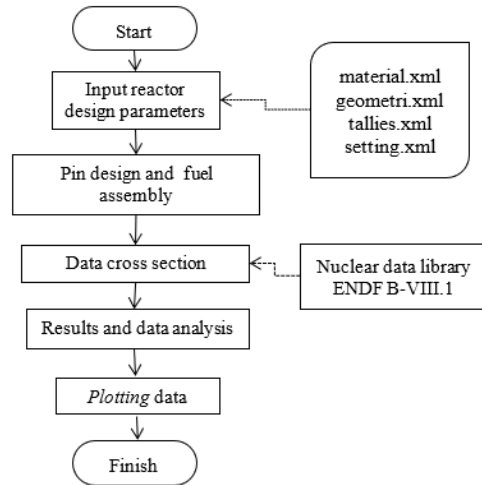 Start
Input reactor
design parameters
material.xml
geometri.xml
tallies.xml
setting.xml
Pin design and fuel
assembly
Data cross section
Nuclear data library
ENDF B-VIII.1
Results and data analysis
Plotting data
Finish